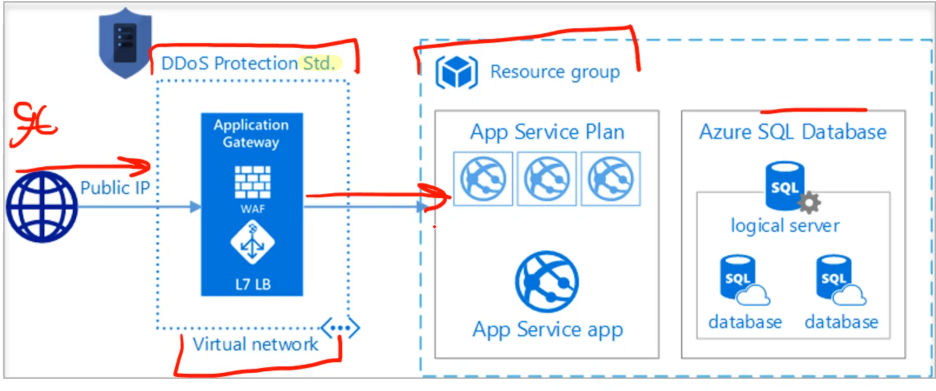 DDoS Protection Std.
Resource group
Application
Gateway
WAF
L7 LB
Public IP
Virtual network
App Service Plan
App Service app
Azure SQL Database
SQL
logical server
SQL
SQL
database
database